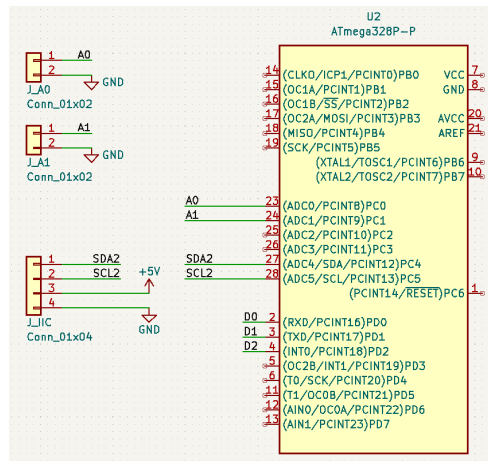 U2
ATmega328P-P
1 A0
2
GND
J_A0
Conn_01x02
1 A1
2
GND
J_A1
Conn_01x02
1 SDA2
2 SCL2
3 +5V
4
GND
J_IIC
Conn_01x04
14 (CLKO/ICP1/PCINT0)PB0
15 (OC1A/PCINT1)PB1
16 (OC1B/SS/PCINT2)PB2
17 (OC2A/MOSI/PCINT3)PB3
18 (MISO/PCINT4)PB4
19 (SCK/PCINT5)PB5
(XTAL1/TOSC1/PCINT6)PB6 9
(XTAL2/TOSC2/PCINT7)PB7 10
A0 23 (ADC0/PCINT8)PC0
A1 24 (ADC1/PCINT9)PC1
25 (ADC2/PCINT10)PC2
26 (ADC3/PCINT11)PC3
SDA2 27 (ADC4/SDA/PCINT12)PC4
SCL2 28 (ADC5/SCL/PCINT13)PC5
(PCINT14/RESET)PC6 1
D0 2 (RXD/PCINT16)PD0
D1 3 (TXD/PCINT17)PD1
D2 4 (INT0/PCINT18)PD2
5 (OC2B/INT1/PCINT19)PD3
6 (T0/SCK/PCINT20)PD4
11 (T1/OC0B/PCINT21)PD5
12 (AIN0/OC0A/PCINT22)PD6
13 (AIN1/PCINT23)PD7
VCC 7
GND 8
AVCC 20
AREF 21